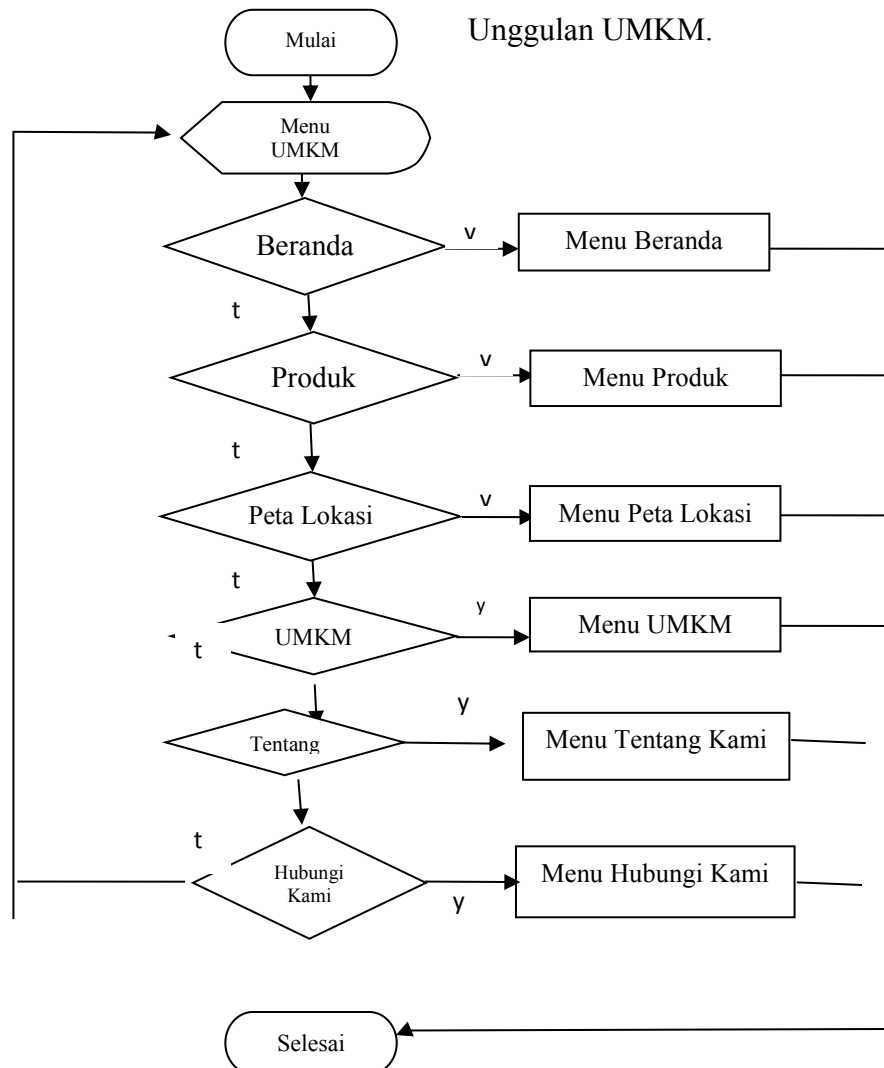 Mulai
Unggulan UMKM.
Menu
UMKM
Beranda
y
Menu Beranda
t
Produk
y
Menu Produk
t
Peta Lokasi
y
Menu Peta Lokasi
t
UMKM
y
Menu UMKM
t
Tentang
y
Menu Tentang Kami
t
Hubungi
Kami
y
Menu Hubungi Kami
Selesai